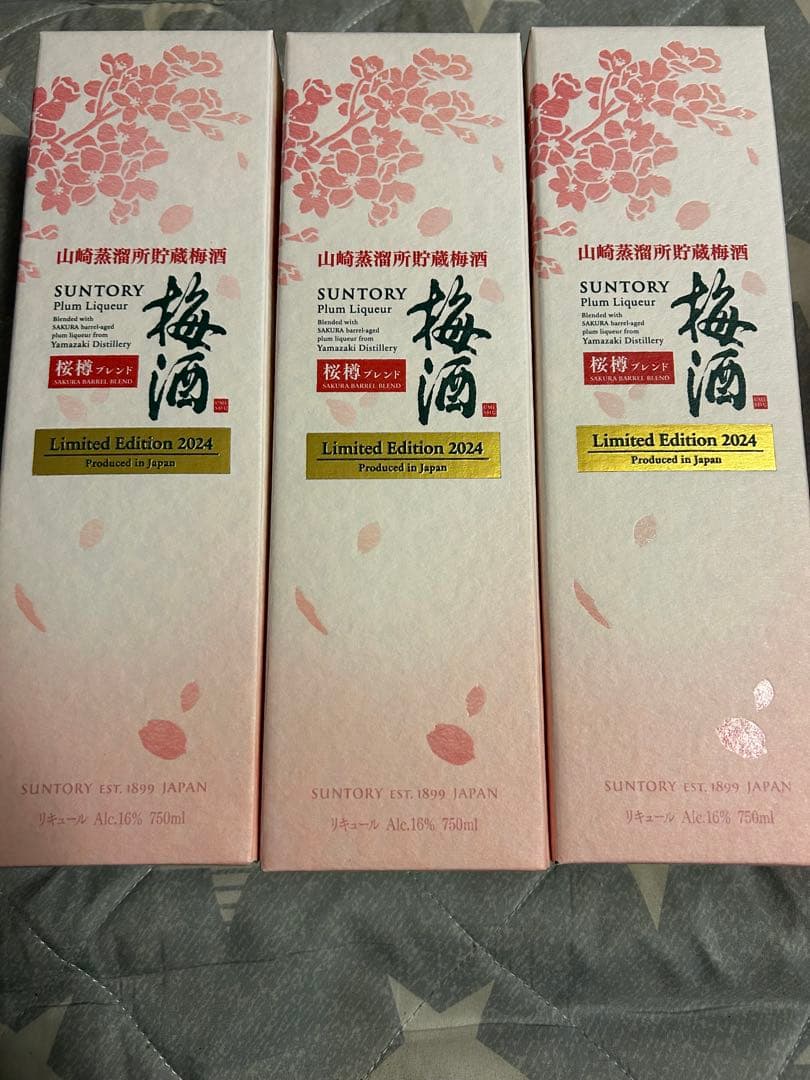 山崎蒸溜所貯蔵梅酒
SUNTORY
Plum Liqueur
Blended with
SAKURA barrel-aged
plum liqueur from
Yamazaki Distillery
梅酒
桜樽ブレンド
SAKURA BARREL BLEND
UME
SHU
Limited Edition 2024
Produced in Japan
SUNTORY EST. 1899 JAPAN
リキュール Alc.16% 750ml
山崎蒸溜所貯蔵梅酒
SUNTORY
Plum Liqueur
Blended with
SAKURA barrel-aged
plum liqueur from
Yamazaki Distillery
梅酒
桜樽ブレンド
SAKURA BARREL BLEND
UME
SHU
Limited Edition 2024
Produced in Japan
SUNTORY EST. 1899 JAPAN
リキュール Alc.16% 750ml
山崎蒸溜所貯蔵梅酒
SUNTORY
Plum Liqueur
Blended with
SAKURA barrel-aged
plum liqueur from
Yamazaki Distillery
梅酒
桜樽ブレンド
SAKURA BARREL BLEND
UME
SHU
Limited Edition 2024
Produced in Japan
SUNTORY EST. 1899 JAPAN
リキュール Alc.16% 750ml